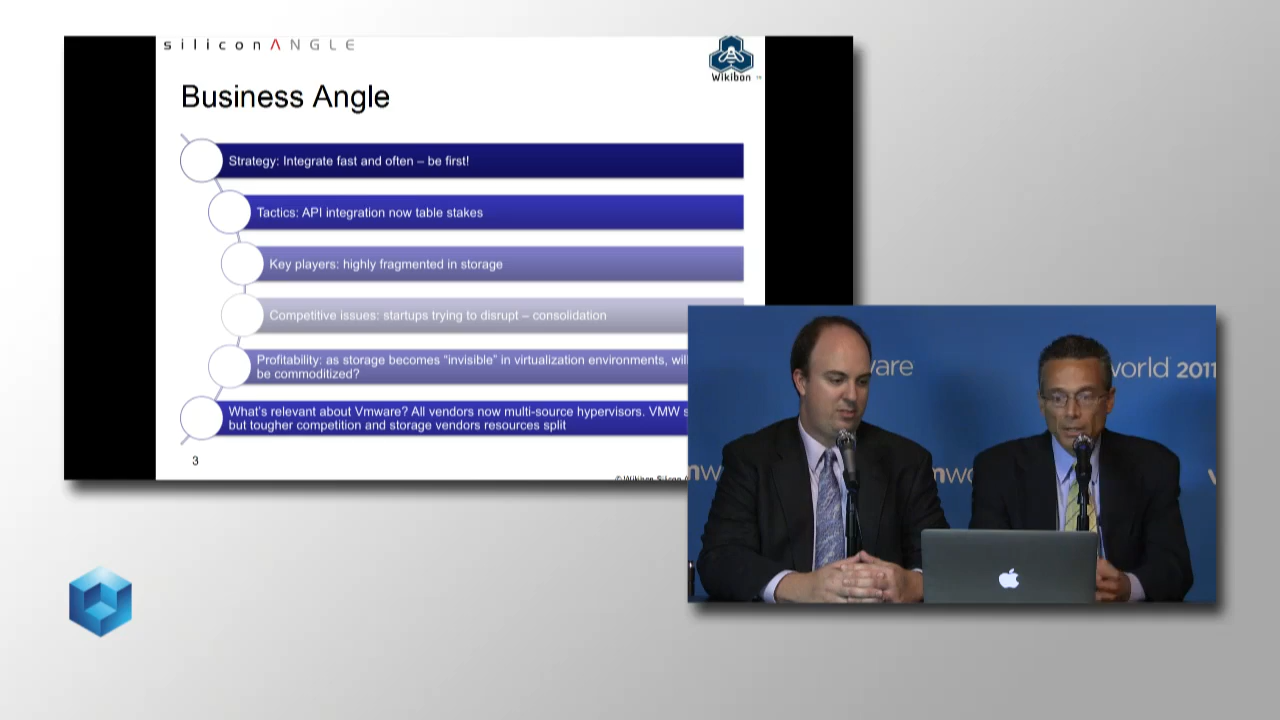 siliconANGLE
Wikibon ™
Business Angle
Strategy: Integrate fast and often – be first!
Tactics: API integration now table stakes
Key players: highly fragmented in storage
Competitive issues: startups trying to disrupt – consolidation
Profitability: as storage becomes “invisible” in virtualization environments, will
be commoditized?
What’s relevant about Vmware? All vendors now multi-source hypervisors. VMW
but tougher competition and storage vendors resources split
3
ware
world 2011